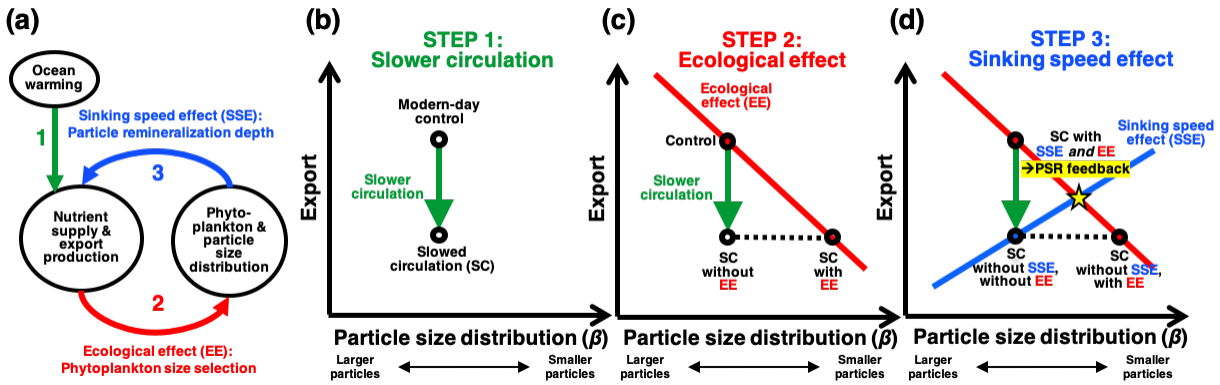 (a)
Ocean
warming
1
Sinking speed effect (SSE):
Particle remineralization depth
3
Nutrient
supply &
export
production
Phyto-
plankton &
particle
size
distribution
2
Ecological effect (EE):
Phytoplankton size selection
(b)
STEP 1:
Slower circulation
Export
Modern-day
control
Slower
circulation
Slowed
circulation (SC)
Particle size distribution (β)
Larger
particles
Smaller
particles
(c)
STEP 2:
Ecological effect
Export
Ecological
effect (EE)
Control
Slower
circulation
SC
without
EE
SC
with
EE
Particle size distribution (β)
Larger
particles
Smaller
particles
(d)
STEP 3:
Sinking speed effect
Export
SC with
SSE and EE
→PSR feedback
Sinking speed
effect (SSE)
SC
without SSE,
without EE
SC
without SSE,
with EE
Particle size distribution (β)
Larger
particles
Smaller
particles